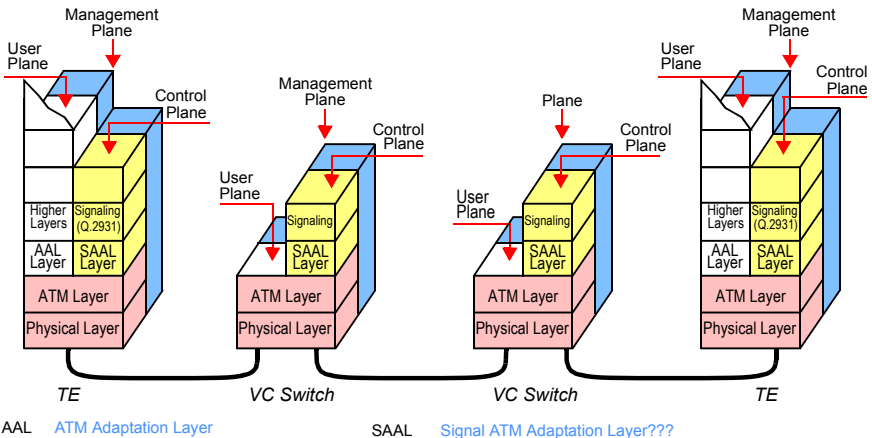 Management
Plane
User
Plane
Control
Plane
Higher
Layers
Signaling
(Q.2931)
AAL
Layer
SAAL
Layer
ATM Layer
Physical Layer
TE
Management
Plane
Control
Plane
User
Plane
Signaling
SAAL
Layer
ATM Layer
Physical Layer
VC Switch
Plane
Control
Plane
User
Plane
Signaling
SAAL
Layer
ATM Layer
Physical Layer
VC Switch
Management
Plane
User
Plane
Control
Plane
Higher
Layers
Signaling
(Q.2931)
AAL
Layer
SAAL
Layer
ATM Layer
Physical Layer
TE
AAL ATM Adaptation Layer
SAAL Signal ATM Adaptation Layer???